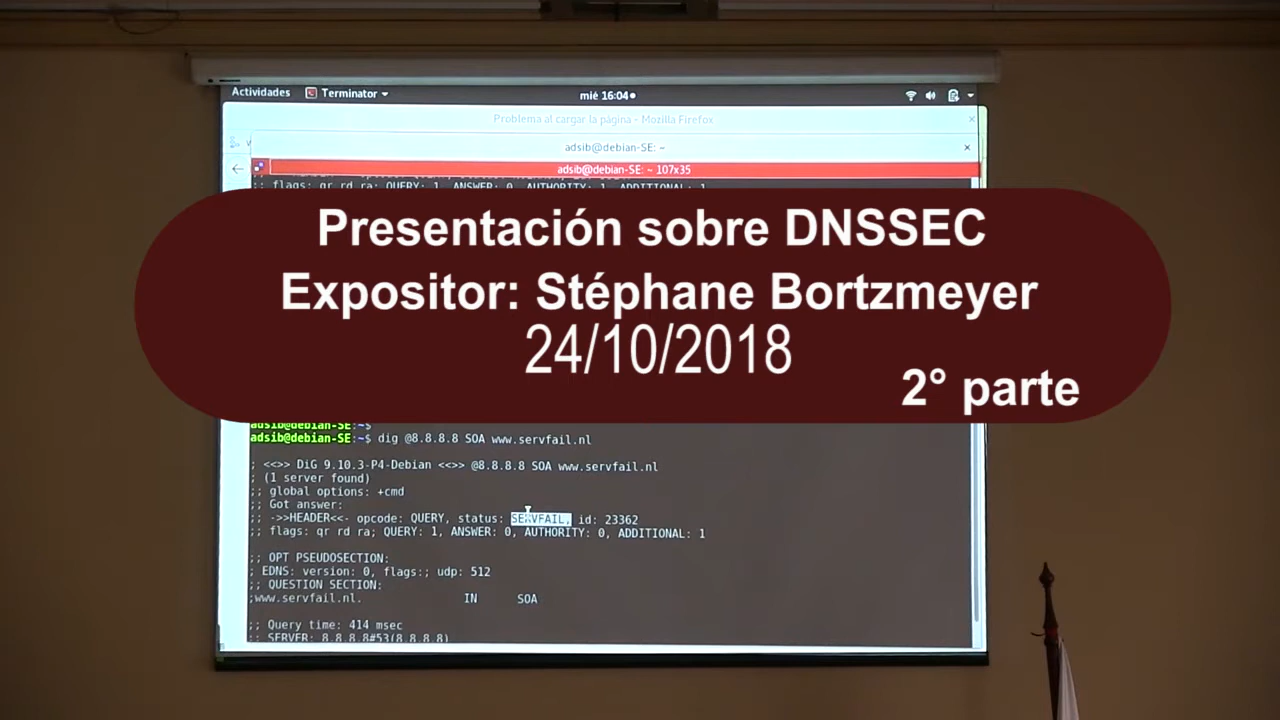 Actividades Terminator mié 16:04
Problema al cargar la página - Mozilla Firefox
adsib@debian-SE: ~
adsib@debian-SE: ~ 107x35
;; flags: qr rd ra; QUERY: 1, ANSWER: 0, AUTHORITY: 1, ADDITIONAL: 1
Presentación sobre DNSSEC
Expositor: Stéphane Bortzmeyer
24/10/2018
2° parte
adsib@debian-SE:~$
adsib@debian-SE:~$ dig @8.8.8.8 SOA www.servfail.nl
; <<>> DiG 9.10.3-P4-Debian <<>> @8.8.8.8 SOA www.servfail.nl
; (1 server found)
;; global options: +cmd
;; Got answer:
;; ->>HEADER<<- opcode: QUERY, status: SERVFAIL, id: 23362
;; flags: qr rd ra; QUERY: 1, ANSWER: 0, AUTHORITY: 0, ADDITIONAL: 1
;; OPT PSEUDOSECTION:
; EDNS: version: 0, flags:; udp: 512
;; QUESTION SECTION:
;www.servfail.nl. IN SOA
;; Query time: 414 msec
;; SERVER: 8.8.8.8#53(8.8.8.8)